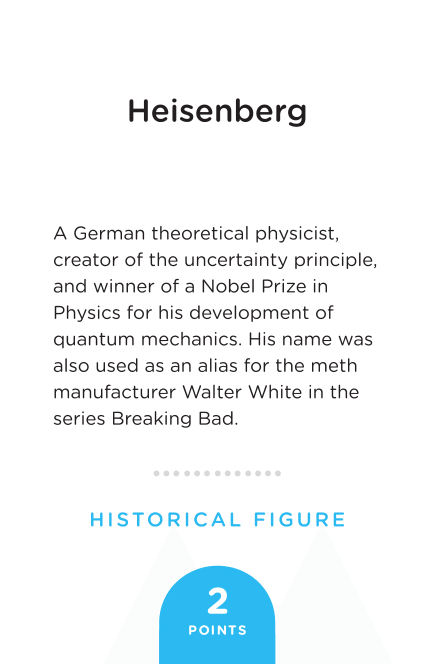 Heisenberg
A German theoretical physicist,
creator of the uncertainty principle,
and winner of a Nobel Prize in
Physics for his development of
quantum mechanics. His name was
also used as an alias for the meth
manufacturer Walter White in the
series Breaking Bad.
HISTORICAL FIGURE
2
POINTS